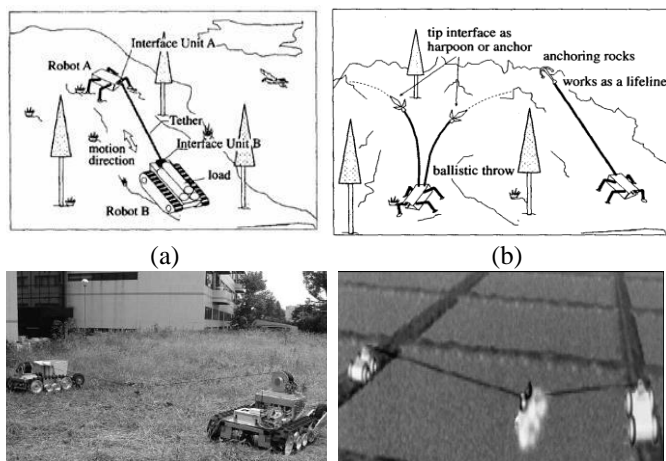 Robot A
Interface Unit A
Tether
motion
direction
Interface Unit B
load
Robot B
(a)
tip interface as
harpoon or anchor
anchoring rocks
works as a lifeline
ballistic throw
(b)